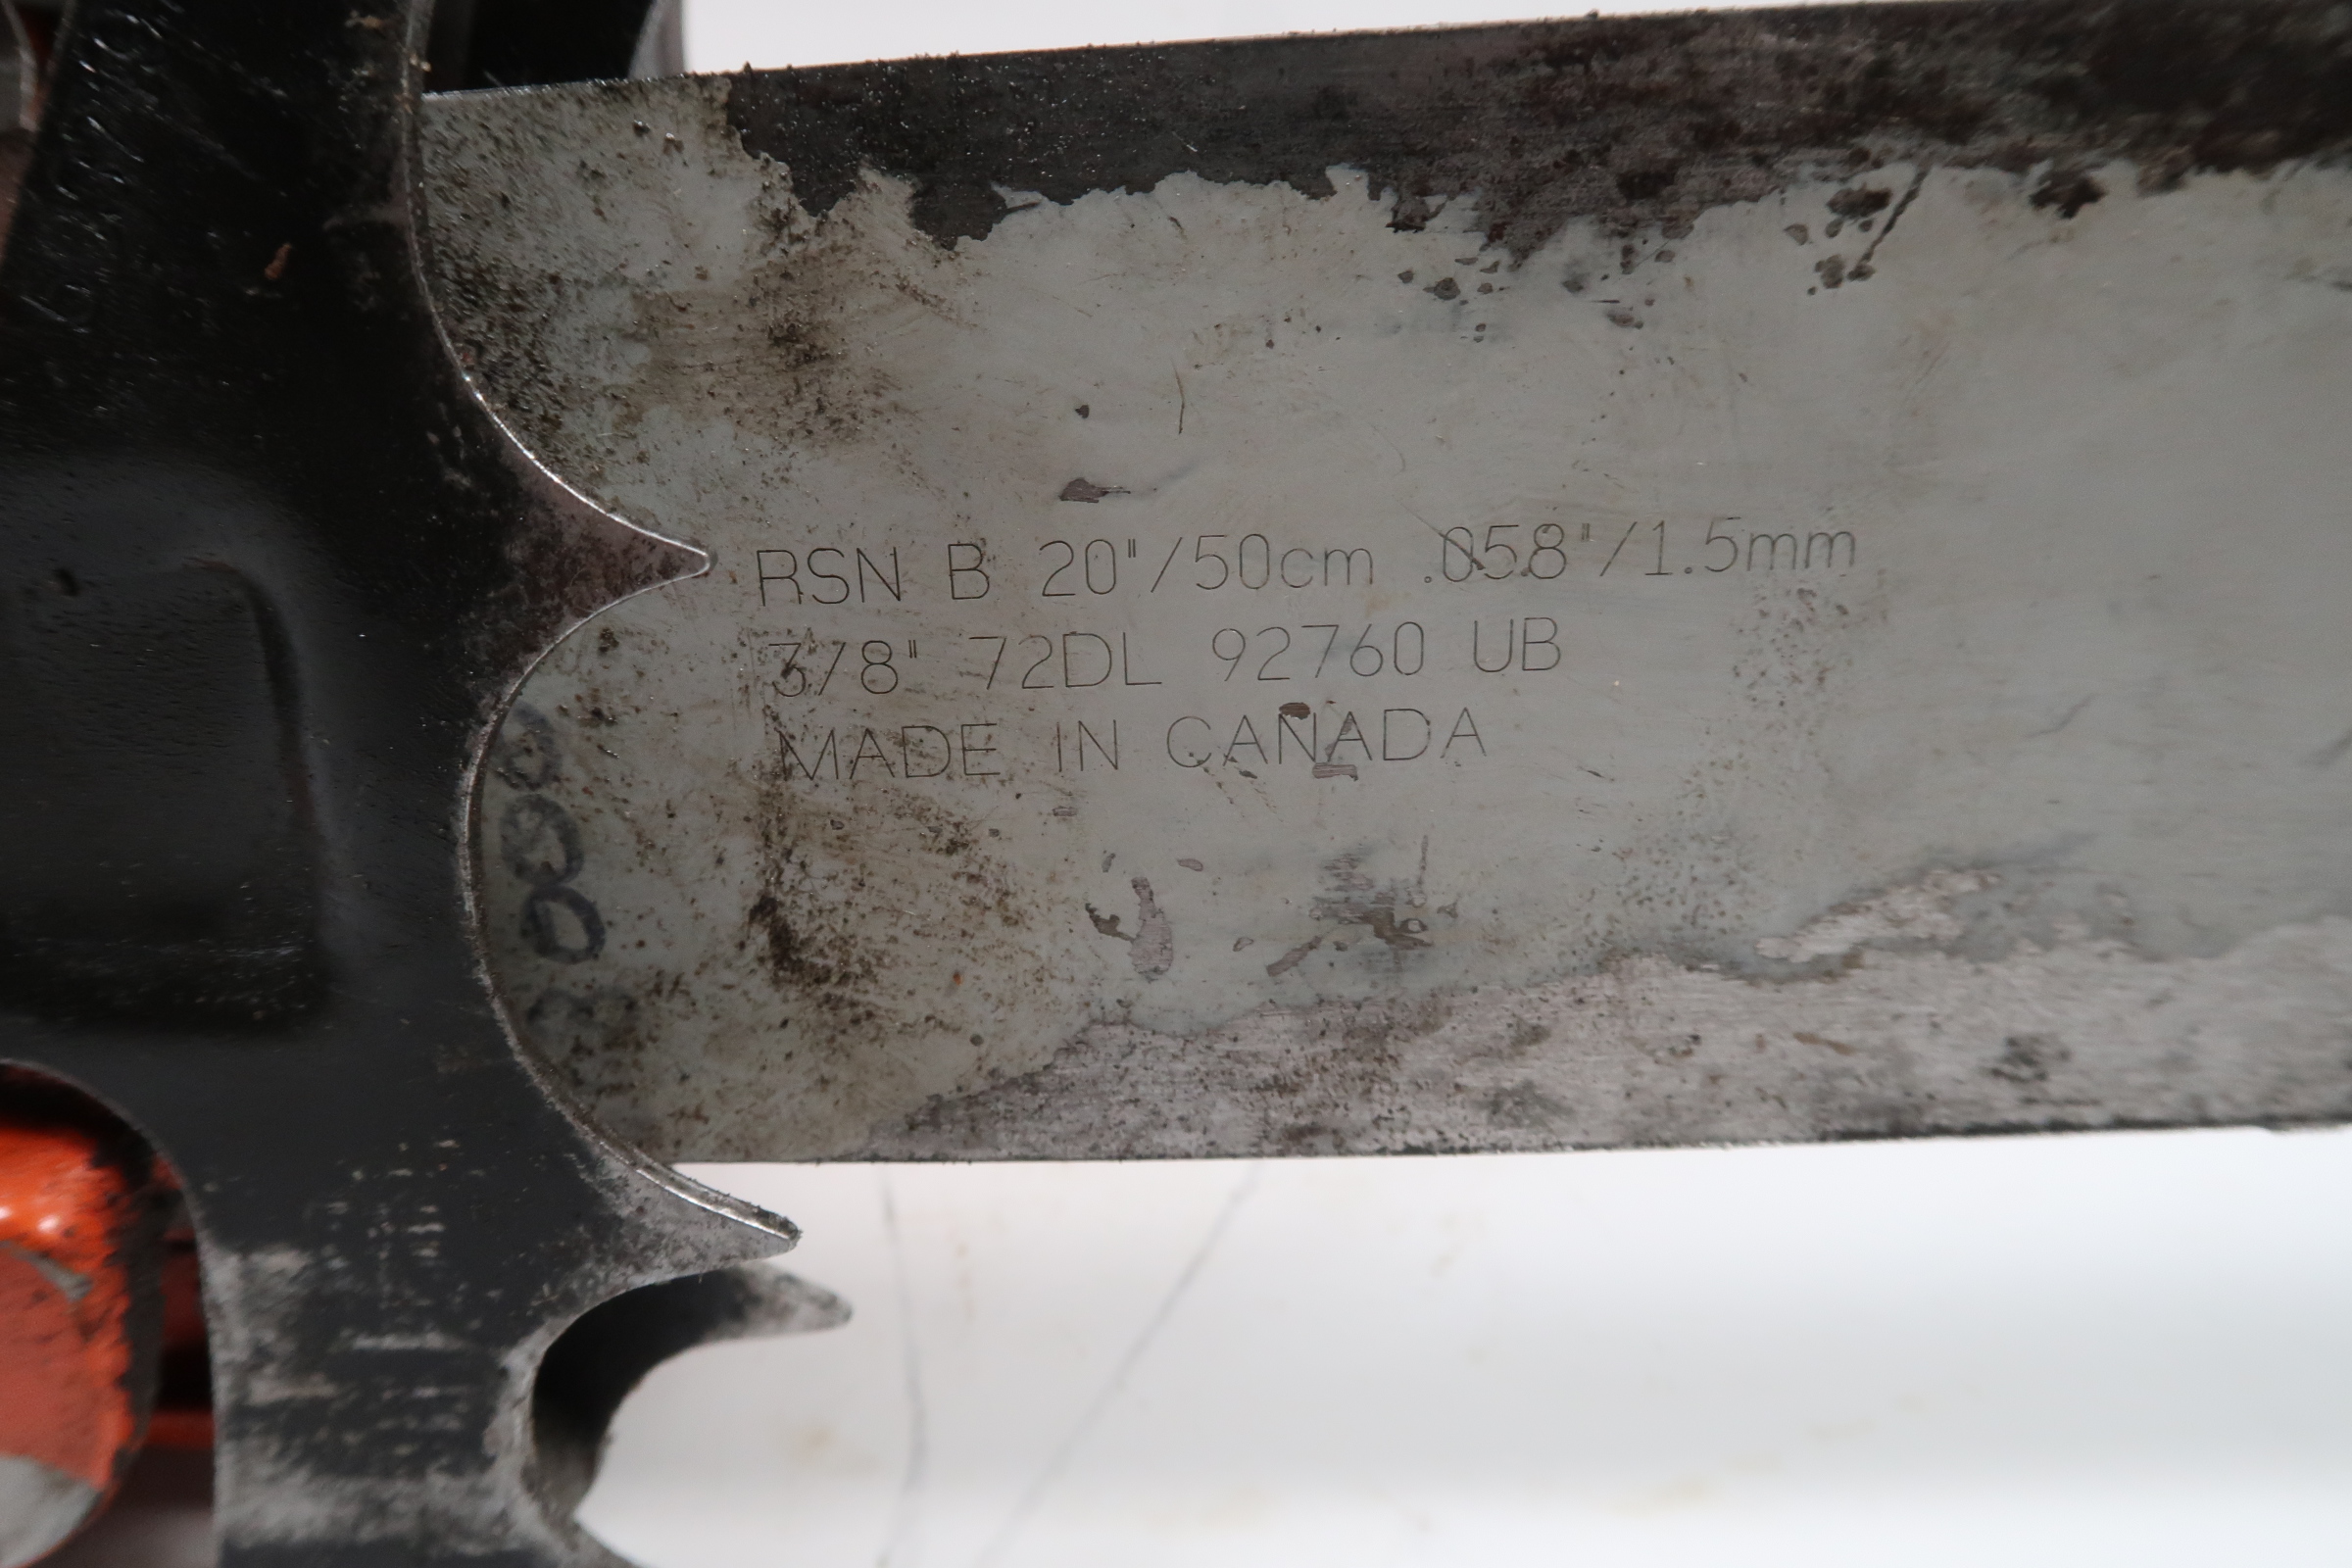 RSN B 20"/50cm .058"/1.5mm
3/8" 72DL 92760 UB
MADE IN CANADA